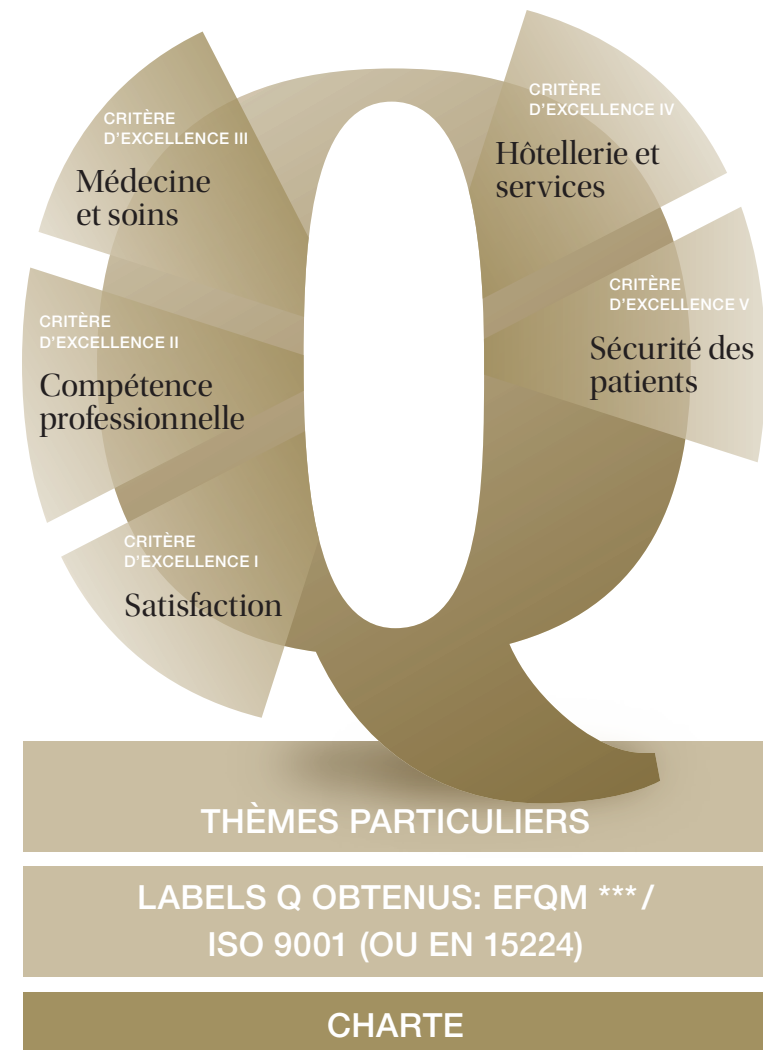 CRITÈRE
D'EXCELLENCE III
Médecine
et soins
CRITÈRE
D'EXCELLENCE IV
Hôtellerie et
services
CRITÈRE
D'EXCELLENCE II
Compétence
professionnelle
CRITÈRE
D'EXCELLENCE V
Sécurité des
patients
CRITÈRE
D'EXCELLENCE I
Satisfaction
THÈMES PARTICULIERS
LABELS Q OBTENUS: EFQM ***/
ISO 9001 (OU EN 15224)
CHARTE